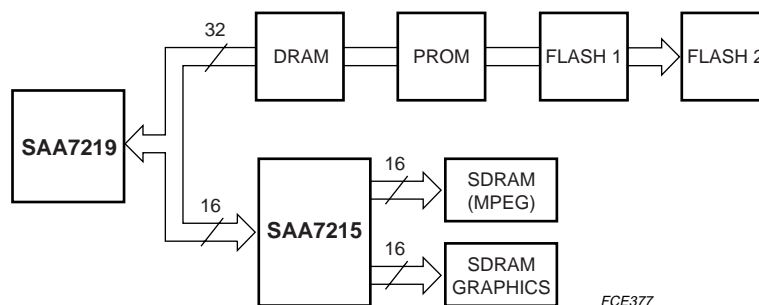 32
DRAM
PROM
FLASH 1
FLASH 2
SAA7219
16
SAA7215
16
SDRAM
(MPEG)
16
SDRAM
GRAPHICS
FCE377